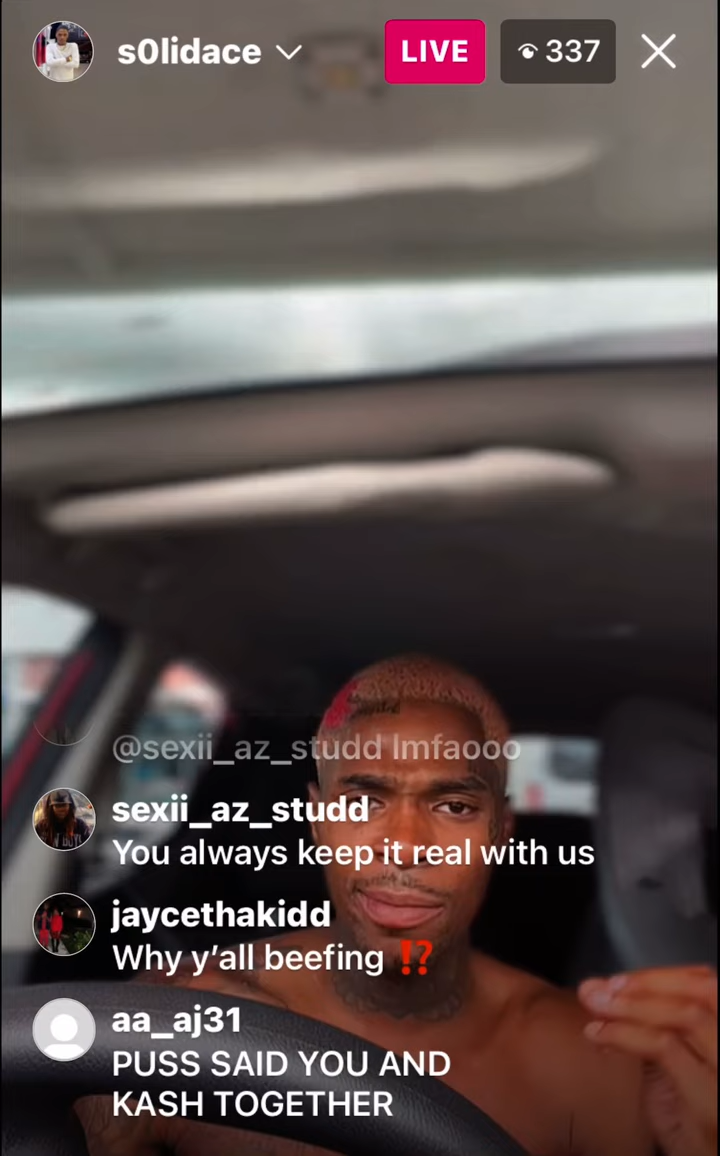 s0lidace
LIVE
337
@sexii_az_studd lmfaooo
sexii_az_studd
You always keep it real with us
jaycethakidd
Why y’all beefing ⁉️
aa_aj31
PUSS SAID YOU AND
KASH TOGETHER